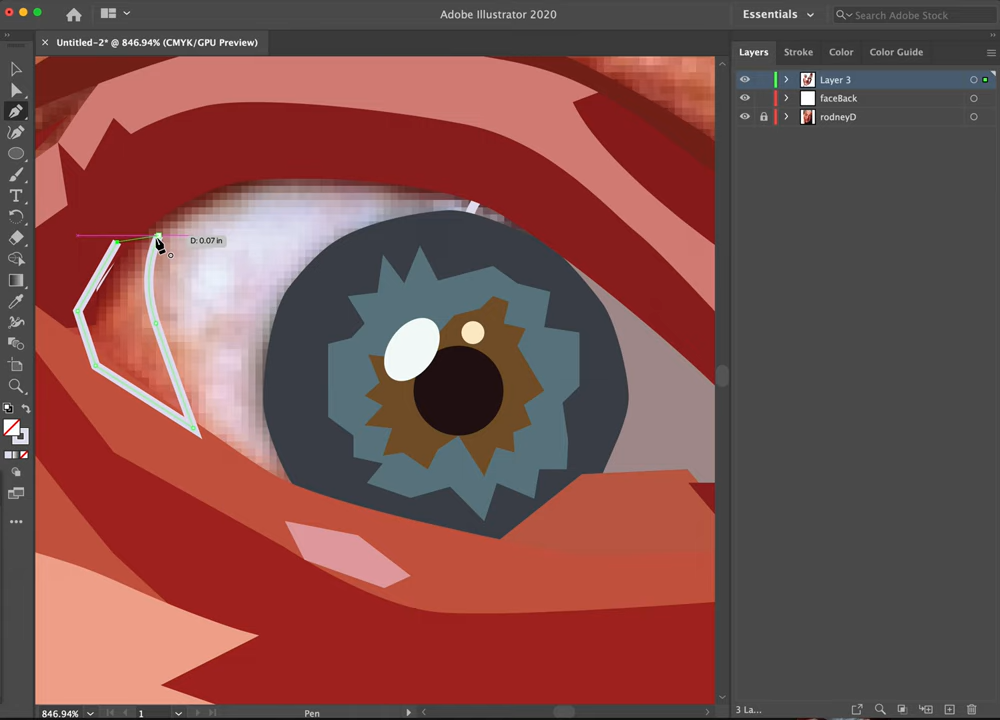 Adobe Illustrator 2020
Essentials
Search Adobe Stock
Untitled-2* @ 846.94% (CMYK/GPU Preview)
Layers Stroke Color Color Guide
Layer 3
faceBack
rodneyD
D: 0.07 in
846.94% 1 Pen
3 La...